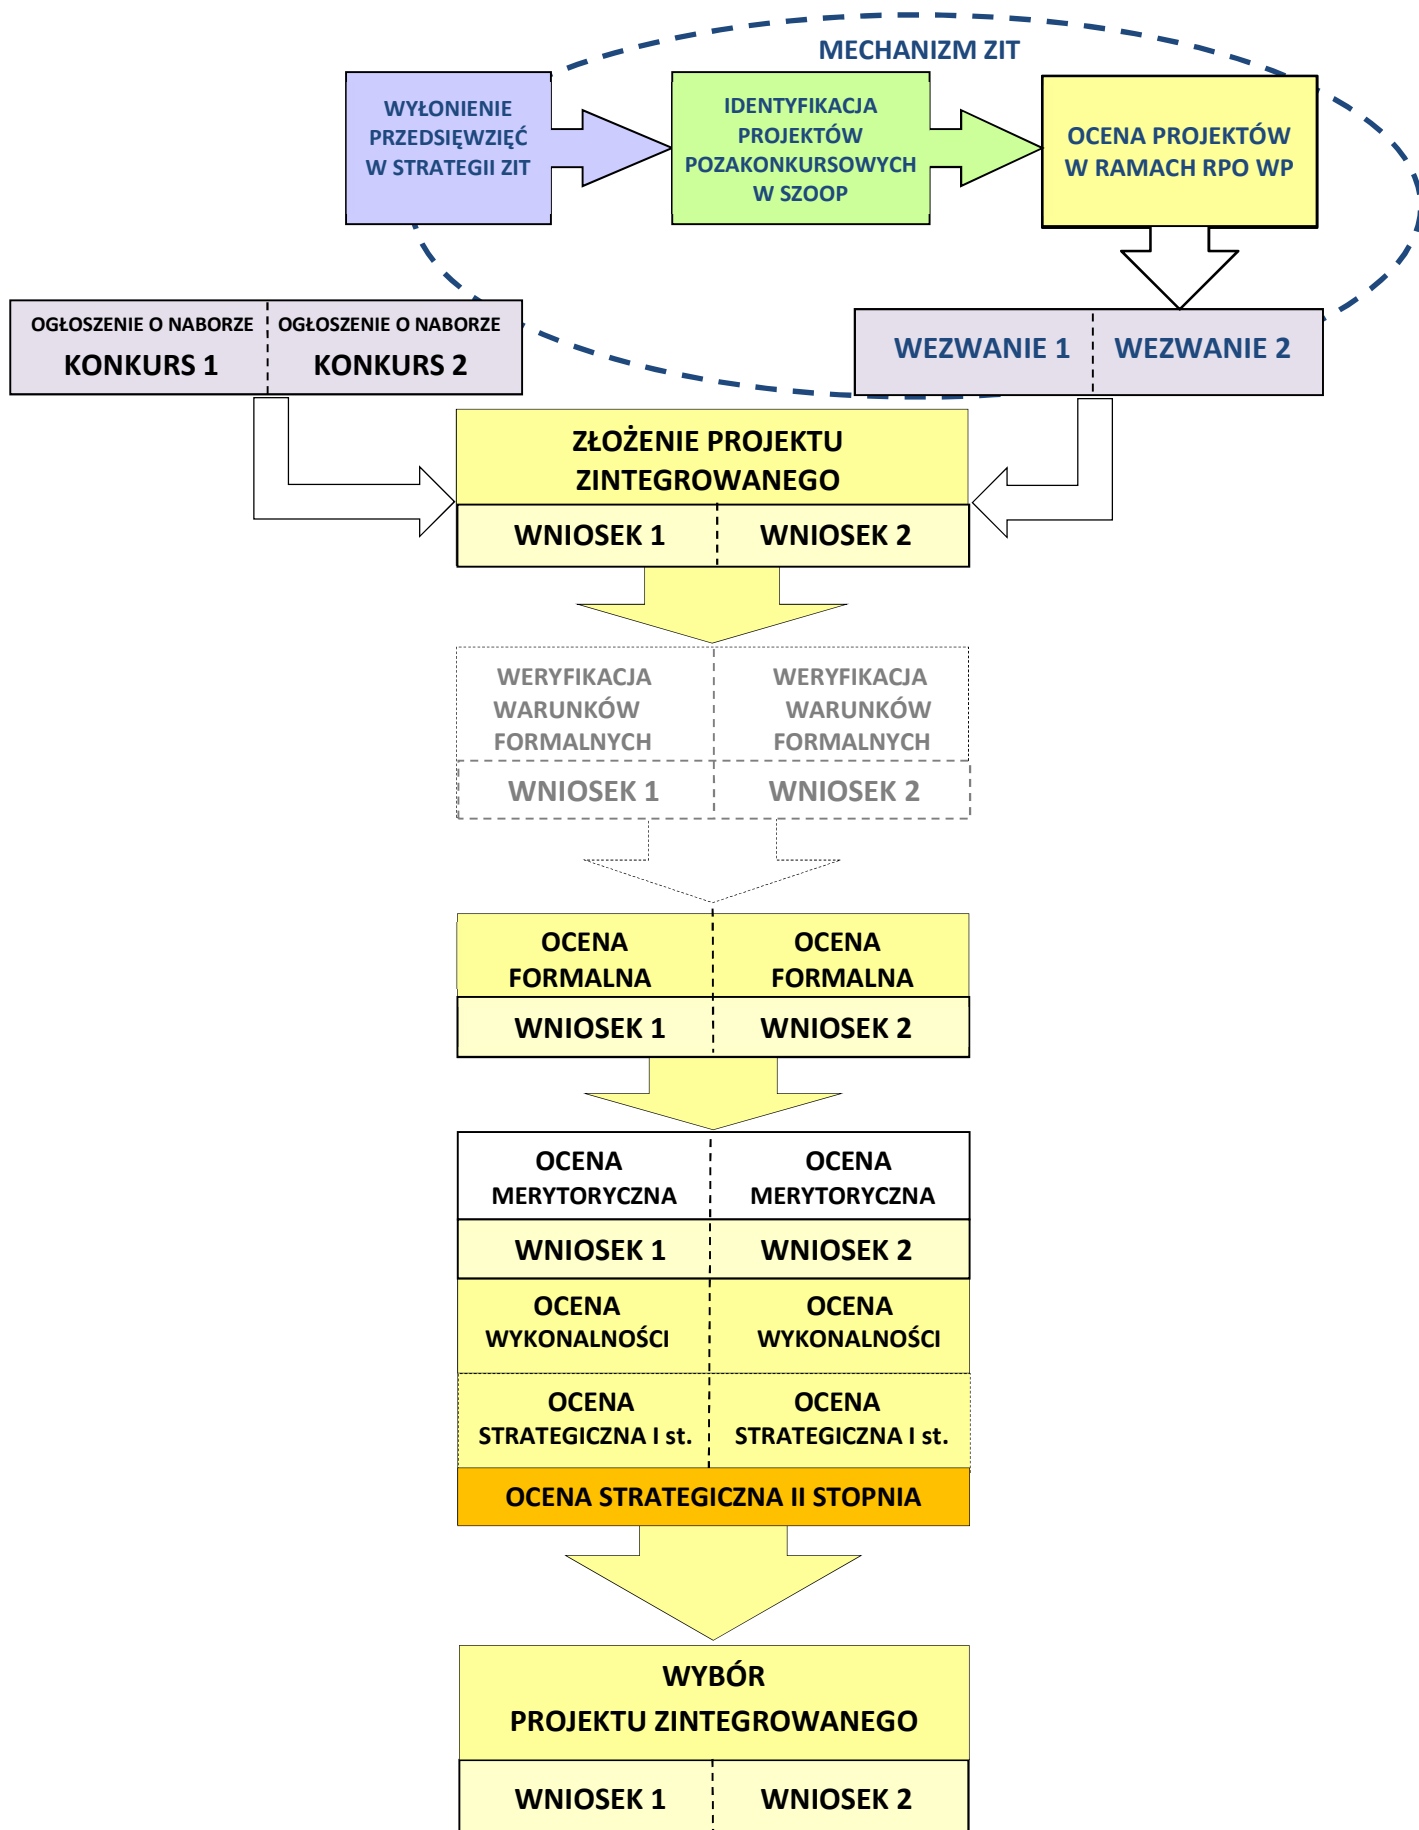 MECHANIZM ZIT
WYŁONIENIE
PRZEDSIĘWZIĘĆ
W STRATEGII ZIT
IDENTYFIKACJA
PROJEKTÓW
POZAKONKURSOWYCH
W SZOOP
OCENA PROJEKTÓW
W RAMACH RPO WP
OGŁOSZENIE O NABORZE
KONKURS 1
OGŁOSZENIE O NABORZE
KONKURS 2
WEZWANIE 1
WEZWANIE 2
ZŁOŻENIE PROJEKTU
ZINTEGROWANEGO
WNIOSEK 1
WNIOSEK 2
WERYFIKACJA
WARUNKÓW
FORMALNYCH
WERYFIKACJA
WARUNKÓW
FORMALNYCH
WNIOSEK 1
WNIOSEK 2
OCENA
FORMALNA
OCENA
FORMALNA
WNIOSEK 1
WNIOSEK 2
OCENA
MERYTORYCZNA
OCENA
MERYTORYCZNA
WNIOSEK 1
WNIOSEK 2
OCENA
WYKONALNOŚCI
OCENA
WYKONALNOŚCI
OCENA
STRATEGICZNA I st.
OCENA
STRATEGICZNA I st.
OCENA STRATEGICZNA II STOPNIA
WYBÓR
PROJEKTU ZINTEGROWANEGO
WNIOSEK 1
WNIOSEK 2